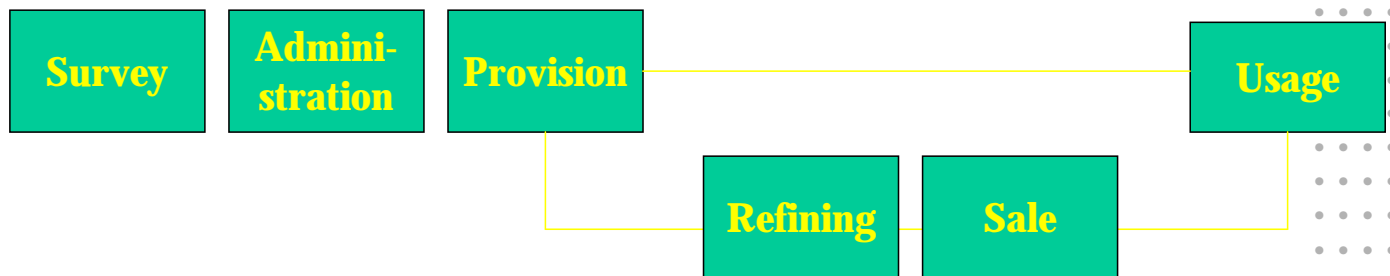 Survey
Admini-
stration
Provision
Usage
Refining
Sale